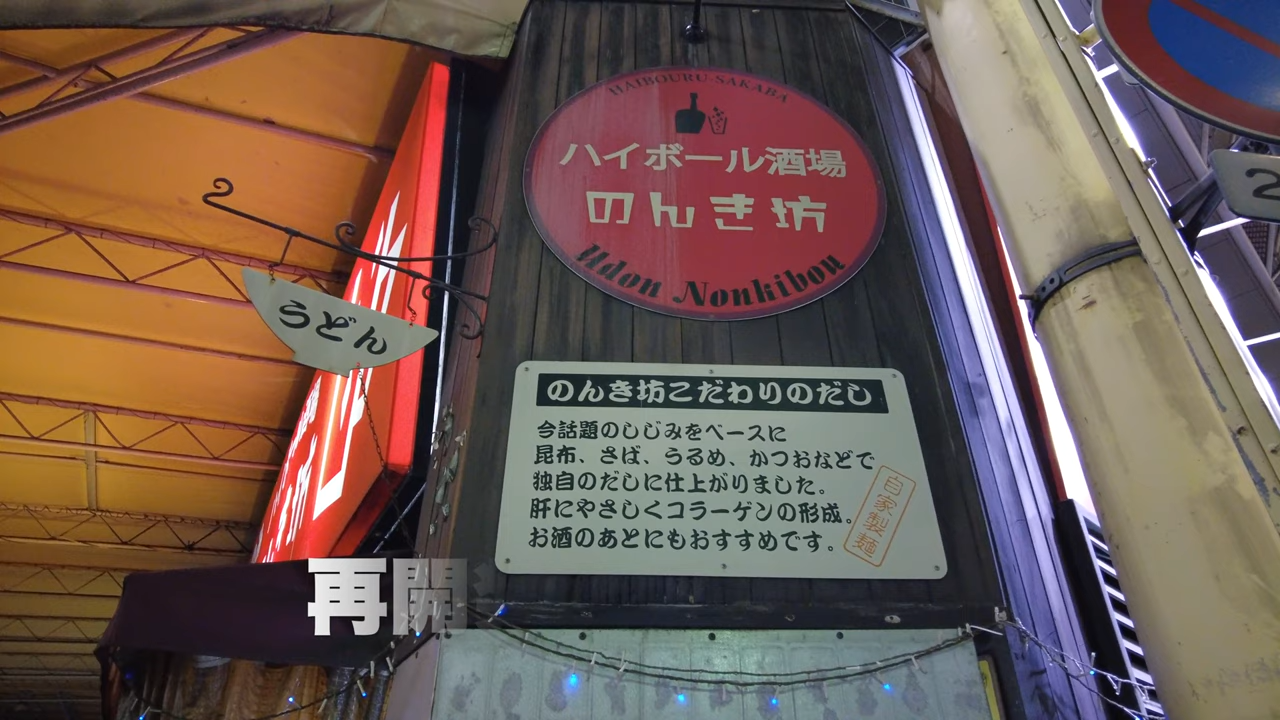 HAIBOURU-SAKABA
ハイボール酒場
のんき坊
Udon Nonkibou
うどん
のんき坊こだわりのだし
今話題のしじみをベースに
昆布、さば、うるめ、かつおなどで
独自のだしに仕上がりました。
肝にやさしくコラーゲンの形成。
お酒のあとにもおすすめです。
自家製麺
再開
2